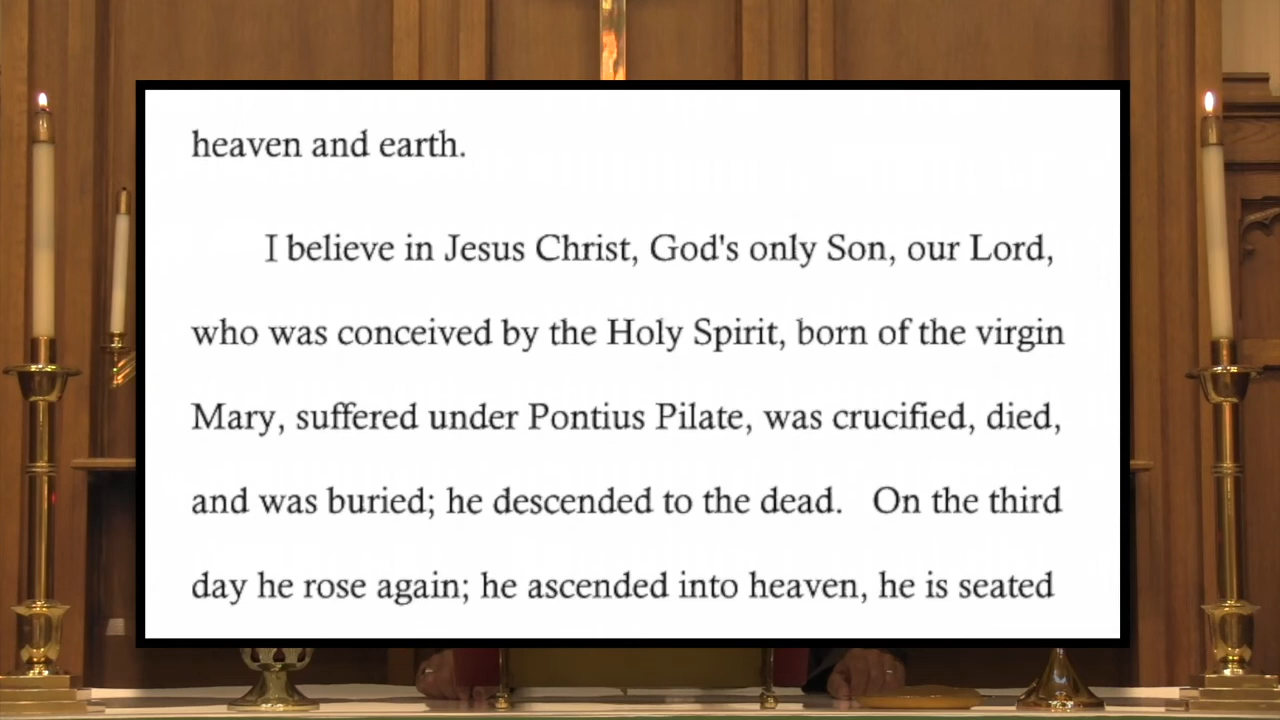 heaven and earth.
I believe in Jesus Christ, God's only Son, our Lord,
who was conceived by the Holy Spirit, born of the virgin
Mary, suffered under Pontius Pilate, was crucified, died,
and was buried; he descended to the dead. On the third
day he rose again; he ascended into heaven, he is seated